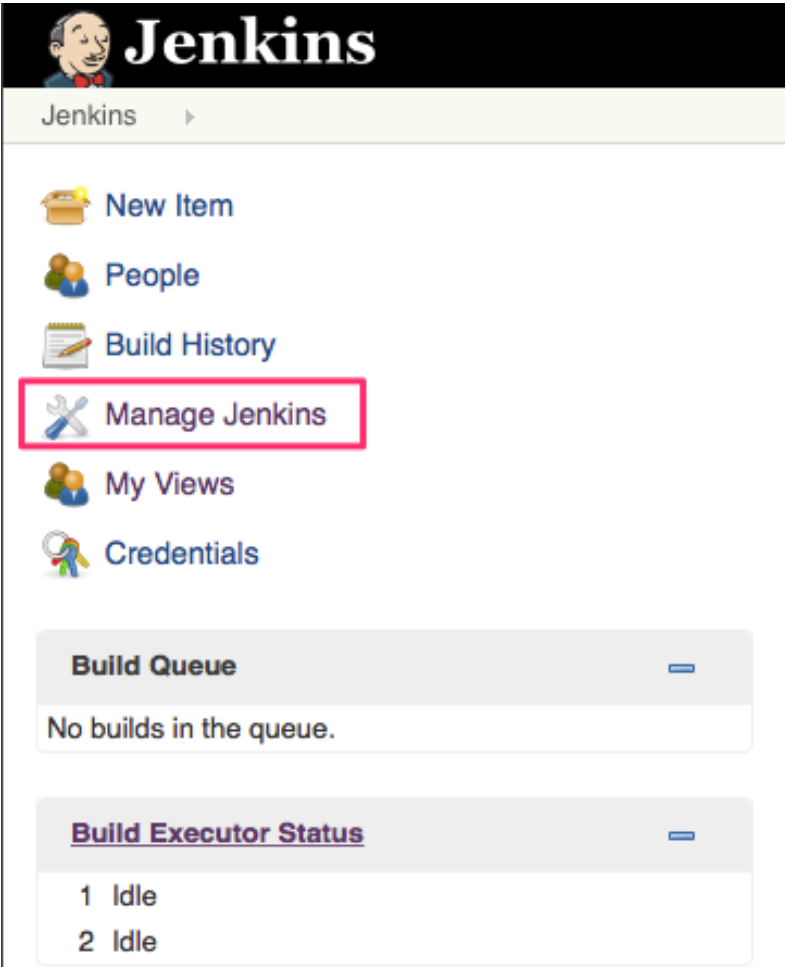 Jenkins
Jenkins
New Item
People
Build History
Manage Jenkins
My Views
Credentials
Build Queue
No builds in the queue.
Build Executor Status
1 Idle
2 Idle